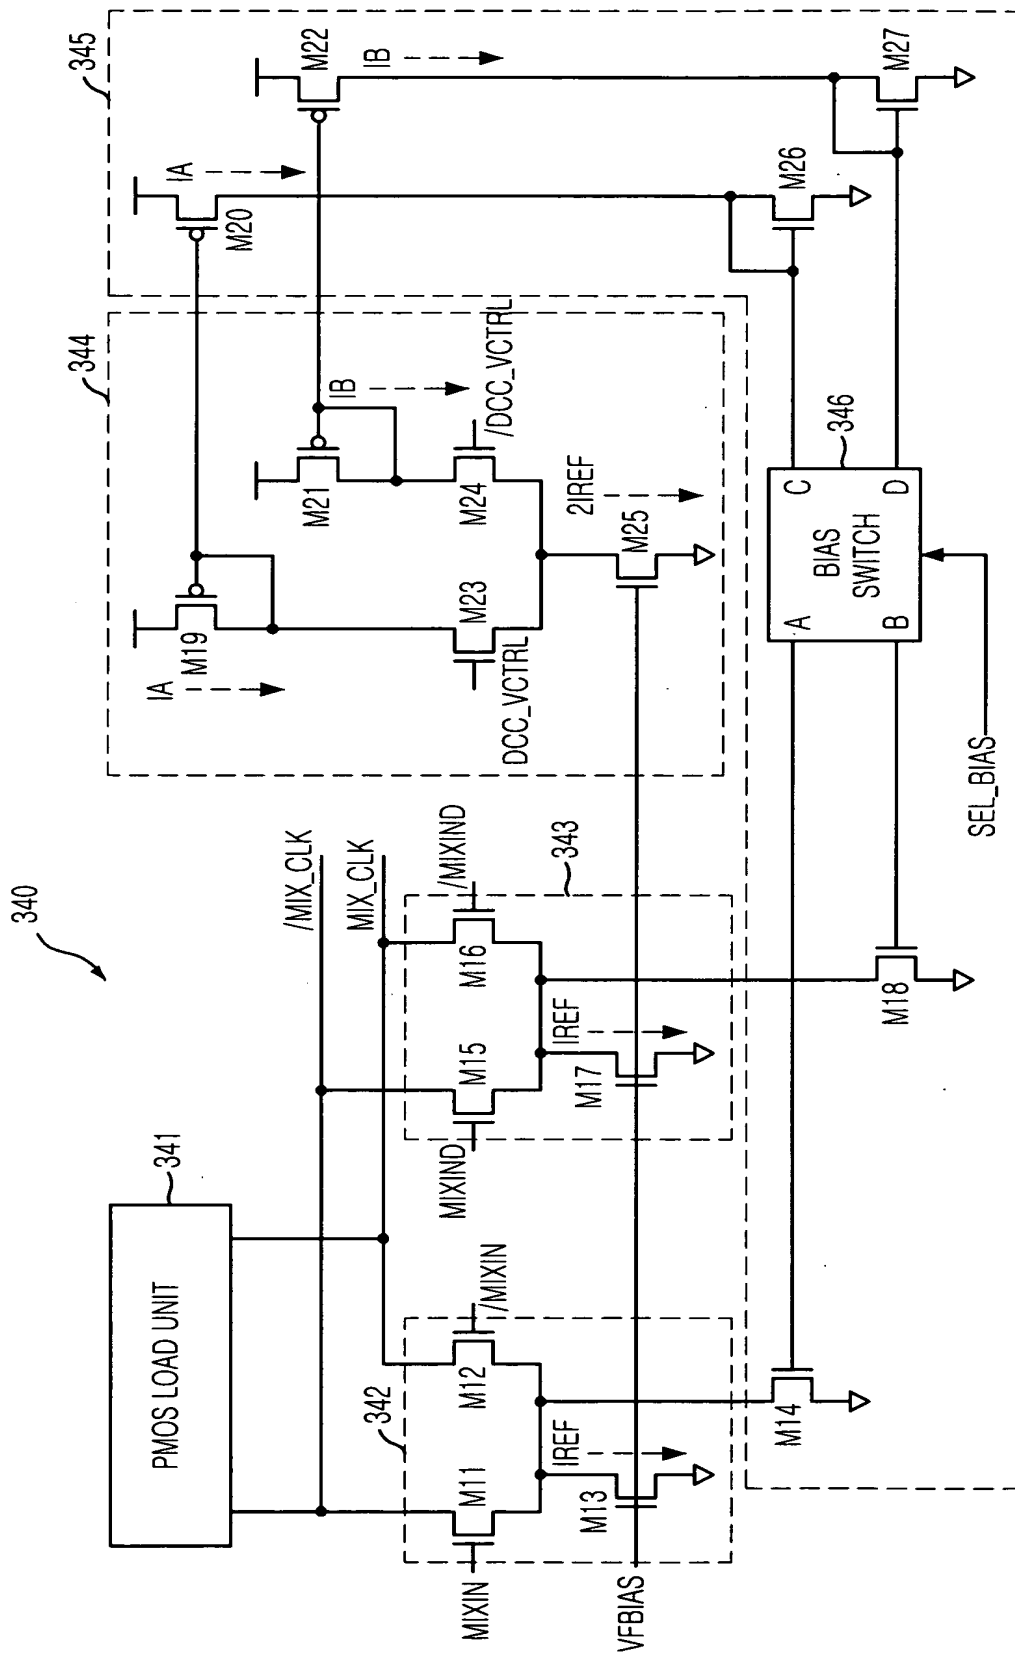 340
PMOS LOAD UNIT
341
/MIX_CLK
MIX_CLK
342
M11
M12
MIXIN
/MIXIN
IREF
M13
VFBIAS
M14
343
M15
M16
MIXIND
/MIXIND
IREF
M17
M18
344
IA
M19
M21
IB
M23
M24
DCC_VCTRL
/DCC_VCTRL
2IREF
M25
345
IA
M20
M22
IB
M26
M27
346
A
C
BIAS
SWITCH
B
D
SEL_BIAS